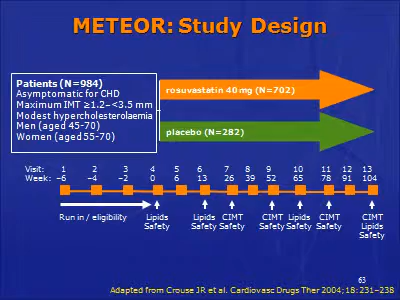 METEOR: Study Design
Patients (N=984)
Asymptomatic for CHD
Maximum IMT ≥1.2–<3.5 mm
Modest hypercholesterolaemia
Men (aged 45-70)
Women (aged 55-70)
rosuvastatin 40mg (N=702)
placebo (N=282)
Visit: 1 2 3 4 5 6 7 8 9 10 11 12 13
Week: –6 –4 –2 0 6 13 26 39 52 65 78 91 104
Run in / eligibility
Lipids
Safety
Lipids
Safety
CIMT
Safety
CIMT
Safety
Lipids
Safety
CIMT
Safety
CIMT
Lipids
Safety
63
Adapted from Crouse JR et al. Cardiovasc Drugs Ther 2004;18:231–238